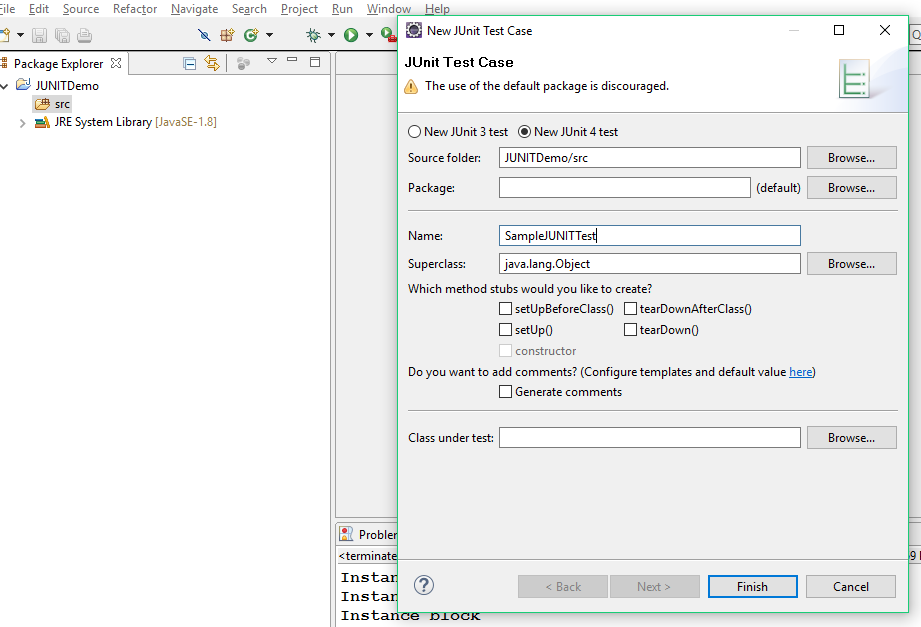 File Edit Source Refactor Navigate Search Project Run Window Help
New JUnit Test Case
JUnit Test Case
The use of the default package is discouraged.
Package Explorer
JUNITDemo
src
JRE System Library [JavaSE-1.8]
New JUnit 3 test New JUnit 4 test
Source folder: JUNITDemo/src Browse...
Package: (default) Browse...
Name: SampleJUNITTest
Superclass: java.lang.Object Browse...
Which method stubs would you like to create?
setUpBeforeClass() tearDownAfterClass()
setUp() tearDown()
constructor
Do you want to add comments? (Configure templates and default value here)
Generate comments
Class under test: Browse...
< Back Next > Finish Cancel
Problem
<terminate
Instan
Instan
Instance block